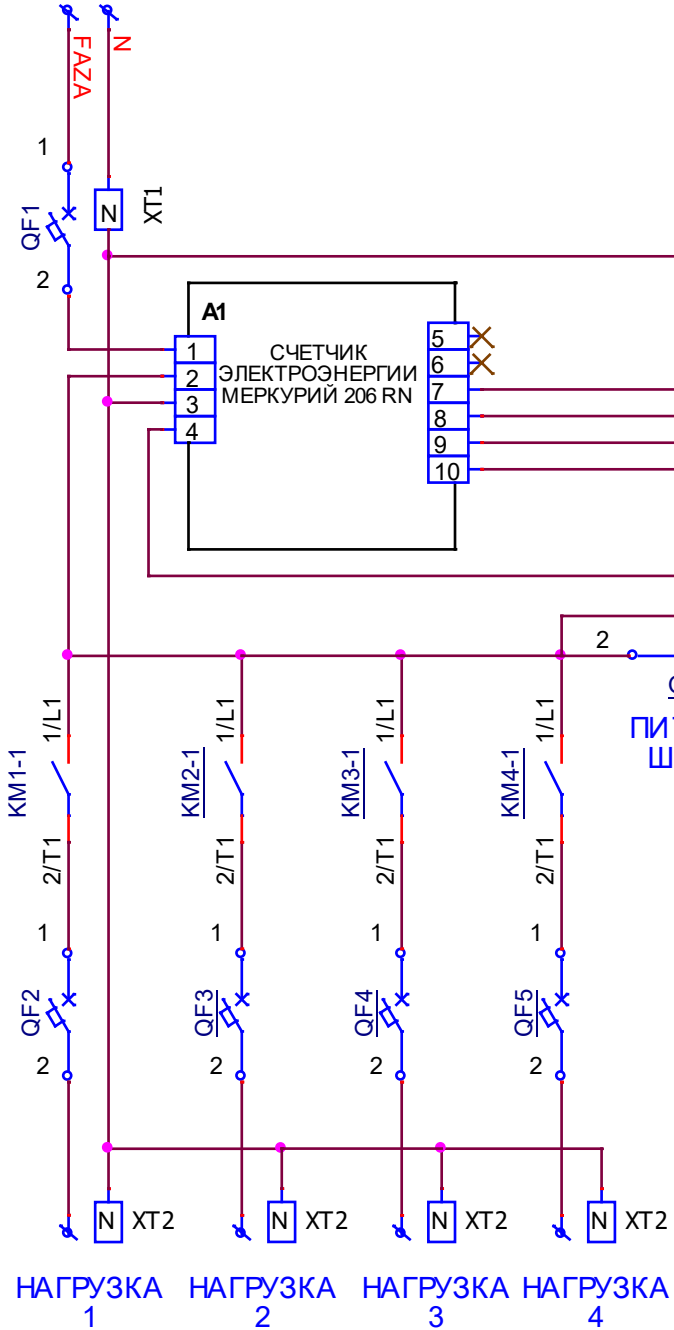 FAZA
N
1
QF1
2
N
XT1
A1
СЧЕТЧИК
ЭЛЕКТРОЭНЕРГИИ
МЕРКУРИЙ 206 RN
1
2
3
4
5
6
7
8
9
10
2
ПИТ
Ш
1/L1
1/L1
1/L1
1/L1
KM1-1
KM2-1
KM3-1
KM4-1
2/T1
2/T1
2/T1
2/T1
1
1
1
1
QF2
QF3
QF4
QF5
2
2
2
2
N
XT2
N
XT2
N
XT2
N
XT2
НАГРУЗКА
1
НАГРУЗКА
2
НАГРУЗКА
3
НАГРУЗКА
4